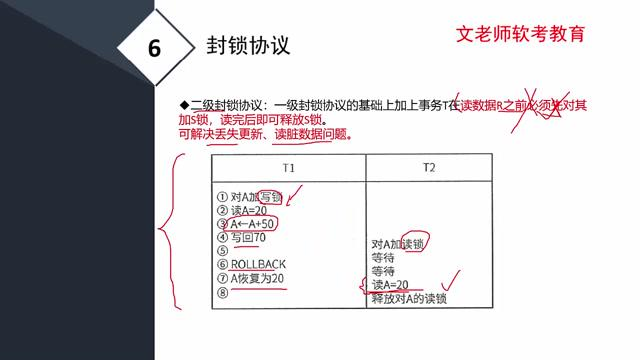 6
封锁协议
文老师软考教育
◆二级封锁协议：一级封锁协议的基础上加上事务T在读数据R之前必须先对其
加S锁，读完后即可释放S锁。
可解决丢失更新、读脏数据问题。
T1
T2
① 对A加写锁
② 读A=20
③ A←A+50
④ 写回70
⑤
⑥ ROLLBACK
⑦ A恢复为20
⑧
对A加读锁
等待
等待
读A=20
释放对A的读锁